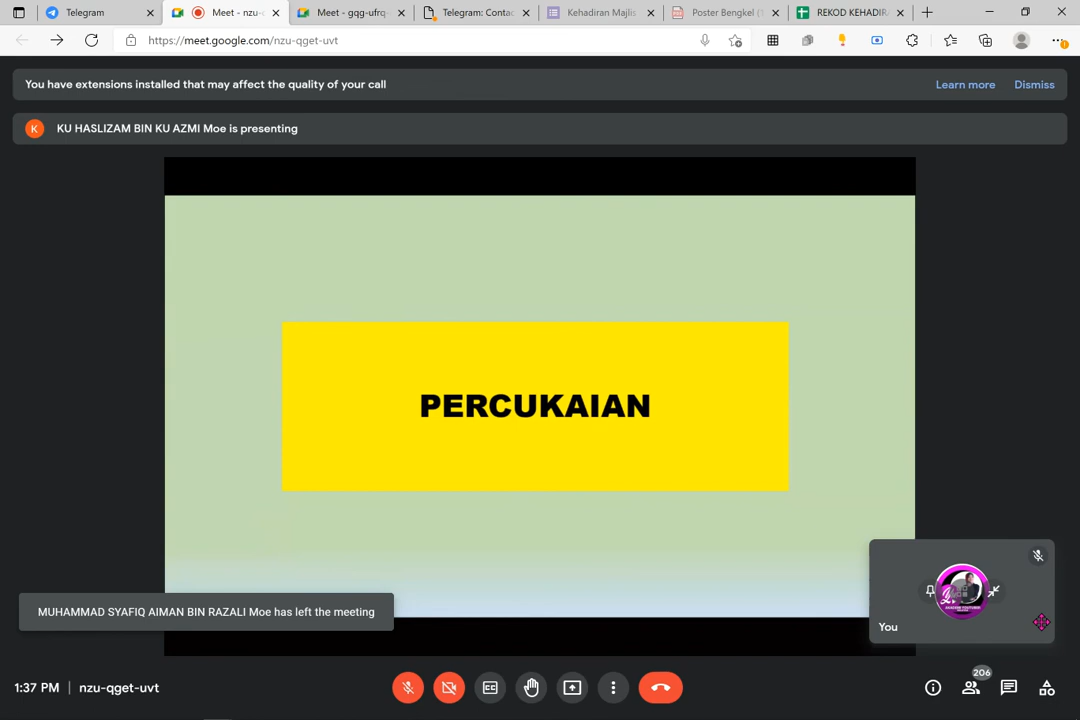 Telegram
Meet - nzu-q
Meet - gqg-ufrq-
Telegram: Contac
Kehadiran Majlis
Poster Bengkel (1
REKOD KEHADIRA
https://meet.google.com/nzu-qget-uvt
You have extensions installed that may affect the quality of your call
Learn more
Dismiss
K
KU HASLIZAM BIN KU AZMI Moe is presenting
PERCUKAIAN
MUHAMMAD SYAFIQ AIMAN BIN RAZALI Moe has left the meeting
You
1:37 PM | nzu-qget-uvt
206